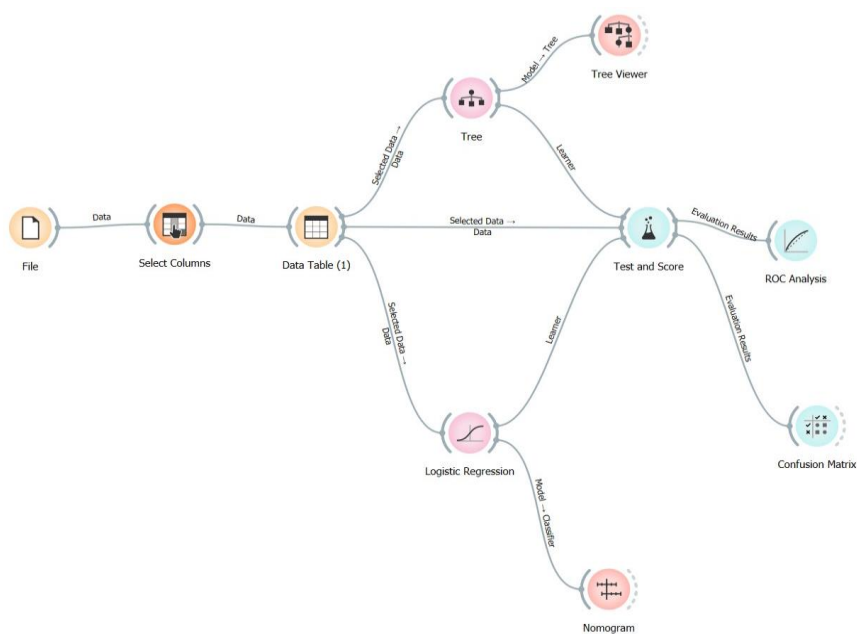 Tree Viewer
Model → Tree
Tree
Selected Data →
Data
Learner
Data
Data
Selected Data →
Data
Evaluation Results
File
Select Columns
Data Table (1)
Test and Score
ROC Analysis
Selected Data →
Data
Learner
Evaluation Results
Logistic Regression
Confusion Matrix
Model → Classifier
Nomogram